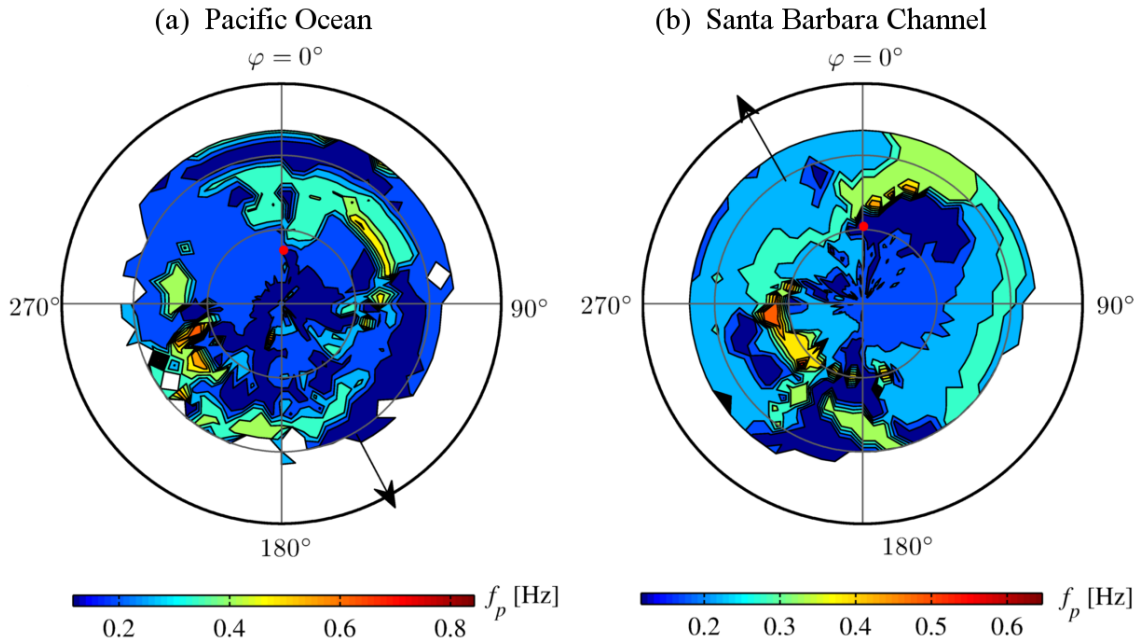 (a) Pacific Ocean
(b) Santa Barbara Channel
φ = 0°
φ = 0°
270°
90°
270°
90°
180°
180°
f_p [Hz]
0.2 0.4 0.6 0.8
f_p [Hz]
0.2 0.3 0.4 0.5 0.6